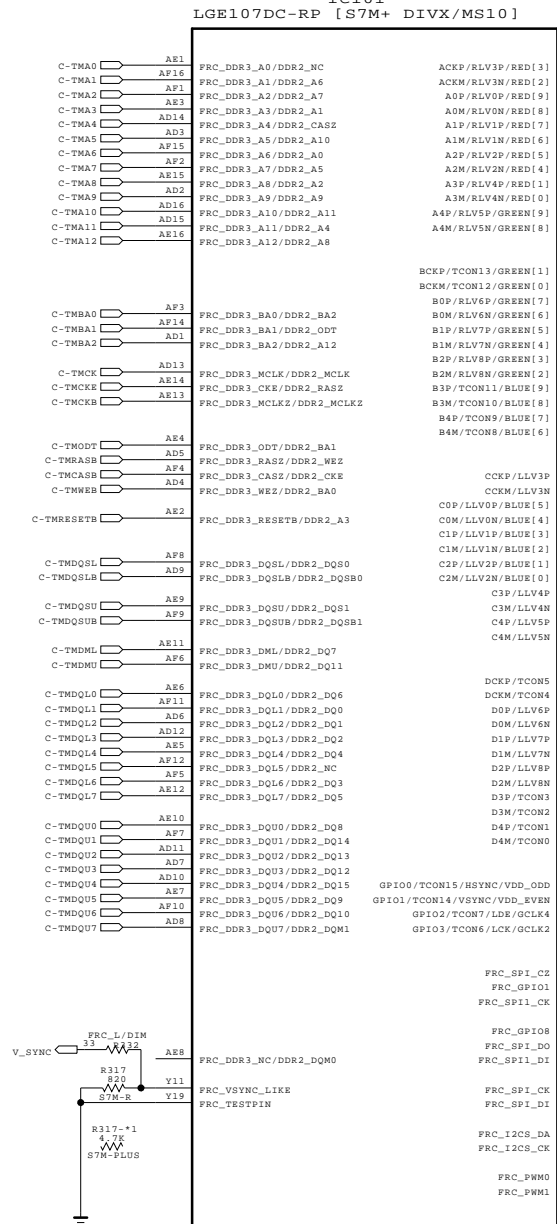 LGE107DC-RP [S7M+ DIVX/MS10]
C-TMA0 AE1 FRC_DDR3_A0/DDR2_NC ACKP/RLV3P/RED[3]
C-TMA1 AF16 FRC_DDR3_A1/DDR2_A6 ACKM/RLV3N/RED[2]
C-TMA2 AF1 FRC_DDR3_A2/DDR2_A7 A0P/RLV0P/RED[9]
C-TMA3 AE3 FRC_DDR3_A3/DDR2_A1 A0M/RLV0N/RED[8]
C-TMA4 AD14 FRC_DDR3_A4/DDR2_CASZ A1P/RLV1P/RED[7]
C-TMA5 AD3 FRC_DDR3_A5/DDR2_A10 A1M/RLV1N/RED[6]
C-TMA6 AF15 FRC_DDR3_A6/DDR2_A0 A2P/RLV2P/RED[5]
C-TMA7 AF2 FRC_DDR3_A7/DDR2_A5 A2M/RLV2N/RED[4]
C-TMA8 AE15 FRC_DDR3_A8/DDR2_A2 A3P/RLV4P/RED[1]
C-TMA9 AD2 FRC_DDR3_A9/DDR2_A9 A3M/RLV4N/RED[0]
C-TMA10 AD16 FRC_DDR3_A10/DDR2_A11 A4P/RLV5P/GREEN[9]
C-TMA11 AD15 FRC_DDR3_A11/DDR2_A4 A4M/RLV5N/GREEN[8]
C-TMA12 AE16 FRC_DDR3_A12/DDR2_A8
BCKP/TCON13/GREEN[1]
BCKM/TCON12/GREEN[0]
B0P/RLV6P/GREEN[7]
C-TMBA0 AF3 FRC_DDR3_BA0/DDR2_BA2 B0M/RLV6N/GREEN[6]
C-TMBA1 AF14 FRC_DDR3_BA1/DDR2_ODT B1P/RLV7P/GREEN[5]
C-TMBA2 AD1 FRC_DDR3_BA2/DDR2_A12 B1M/RLV7N/GREEN[4]
B2P/RLV8P/GREEN[3]
C-TMCK AD13 FRC_DDR3_MCLK/DDR2_MCLK B2M/RLV8N/GREEN[2]
C-TMCKE AE14 FRC_DDR3_CKE/DDR2_RASZ B3P/TCON11/BLUE[9]
C-TMCKB AE13 FRC_DDR3_MCLKZ/DDR2_MCLKZ B3M/TCON10/BLUE[8]
B4P/TCON9/BLUE[7]
B4M/TCON8/BLUE[6]
C-TMODT AE4 FRC_DDR3_ODT/DDR2_BA1
C-TMRASB AD5 FRC_DDR3_RASZ/DDR2_WEZ
C-TMCASB AF4 FRC_DDR3_CASZ/DDR2_CKE CCKP/LLV3P
C-TMWEB AD4 FRC_DDR3_WEZ/DDR2_BA0 CCKM/LLV3N
C0P/LLV0P/BLUE[5]
C-TMRESETB AE2 FRC_DDR3_RESETB/DDR2_A3 C0M/LLV0N/BLUE[4]
C1P/LLV1P/BLUE[3]
C1M/LLV1N/BLUE[2]
C-TMDQSL AF8 FRC_DDR3_DQSL/DDR2_DQS0 C2P/LLV2P/BLUE[1]
C-TMDQSLB AD9 FRC_DDR3_DQSLB/DDR2_DQSB0 C2M/LLV2N/BLUE[0]
C3P/LLV4P
C-TMDQSU AE9 FRC_DDR3_DQSU/DDR2_DQS1 C3M/LLV4N
C-TMDQSUB AF9 FRC_DDR3_DQSUB/DDR2_DQSB1 C4P/LLV5P
C4M/LLV5N
C-TMDML AE11 FRC_DDR3_DML/DDR2_DQ7
C-TMDMU AF6 FRC_DDR3_DMU/DDR2_DQ11
DCKP/TCON5
C-TMDQL0 AE6 FRC_DDR3_DQL0/DDR2_DQ6 DCKM/TCON4
C-TMDQL1 AF11 FRC_DDR3_DQL1/DDR2_DQ0 D0P/LLV6P
C-TMDQL2 AD6 FRC_DDR3_DQL2/DDR2_DQ1 D0M/LLV6N
C-TMDQL3 AD12 FRC_DDR3_DQL3/DDR2_DQ2 D1P/LLV7P
C-TMDQL4 AE5 FRC_DDR3_DQL4/DDR2_DQ4 D1M/LLV7N
C-TMDQL5 AF12 FRC_DDR3_DQL5/DDR2_NC D2P/LLV8P
C-TMDQL6 AF5 FRC_DDR3_DQL6/DDR2_DQ3 D2M/LLV8N
C-TMDQL7 AE12 FRC_DDR3_DQL7/DDR2_DQ5 D3P/TCON3
D3M/TCON2
C-TMDQU0 AE10 FRC_DDR3_DQU0/DDR2_DQ8 D4P/TCON1
C-TMDQU1 AF7 FRC_DDR3_DQU1/DDR2_DQ14 D4M/TCON0
C-TMDQU2 AD11 FRC_DDR3_DQU2/DDR2_DQ13
C-TMDQU3 AD7 FRC_DDR3_DQU3/DDR2_DQ12
C-TMDQU4 AD10 FRC_DDR3_DQU4/DDR2_DQ15 GPIO0/TCON15/HSYNC/VDD_ODD
C-TMDQU5 AE7 FRC_DDR3_DQU5/DDR2_DQ9 GPIO1/TCON14/VSYNC/VDD_EVEN
C-TMDQU6 AF10 FRC_DDR3_DQU6/DDR2_DQ10 GPIO2/TCON7/LDE/GCLK4
C-TMDQU7 AD8 FRC_DDR3_DQU7/DDR2_DQM1 GPIO3/TCON6/LCK/GCLK2
FRC_SPI_CZ
FRC_GPIO1
FRC_SPI1_CK
FRC_L/DIM FRC_GPIO8
V_SYNC 33 R332 FRC_SPI_DO
AE8 FRC_DDR3_NC/DDR2_DQM0 FRC_SPI1_DI
R317
820 Y11 FRC_VSYNC_LIKE FRC_SPI_CK
S7M-R Y19 FRC_TESTPIN FRC_SPI_DI
R317-*1 FRC_I2CS_DA
4.7K FRC_I2CS_CK
S7M-PLUS
FRC_PWM0
FRC_PWM1